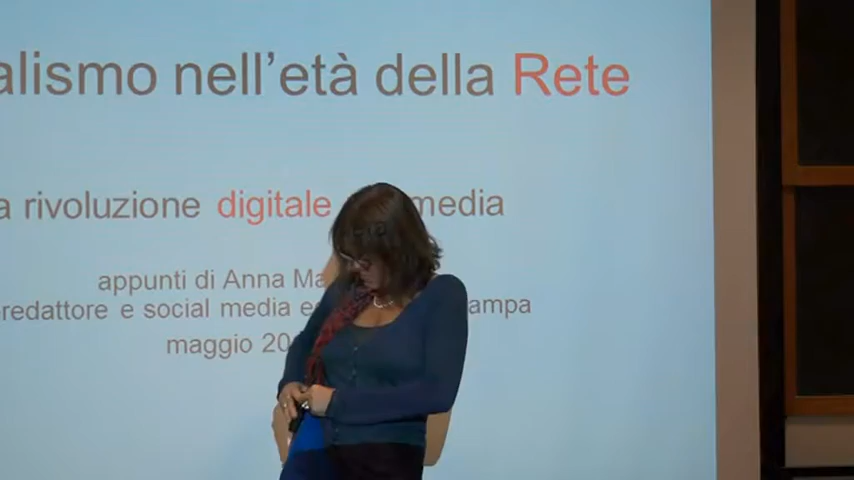 alismo nell'età della Rete
a rivoluzione digitale media
appunti di Anna Ma
redattore e social media e ampa
maggio 20